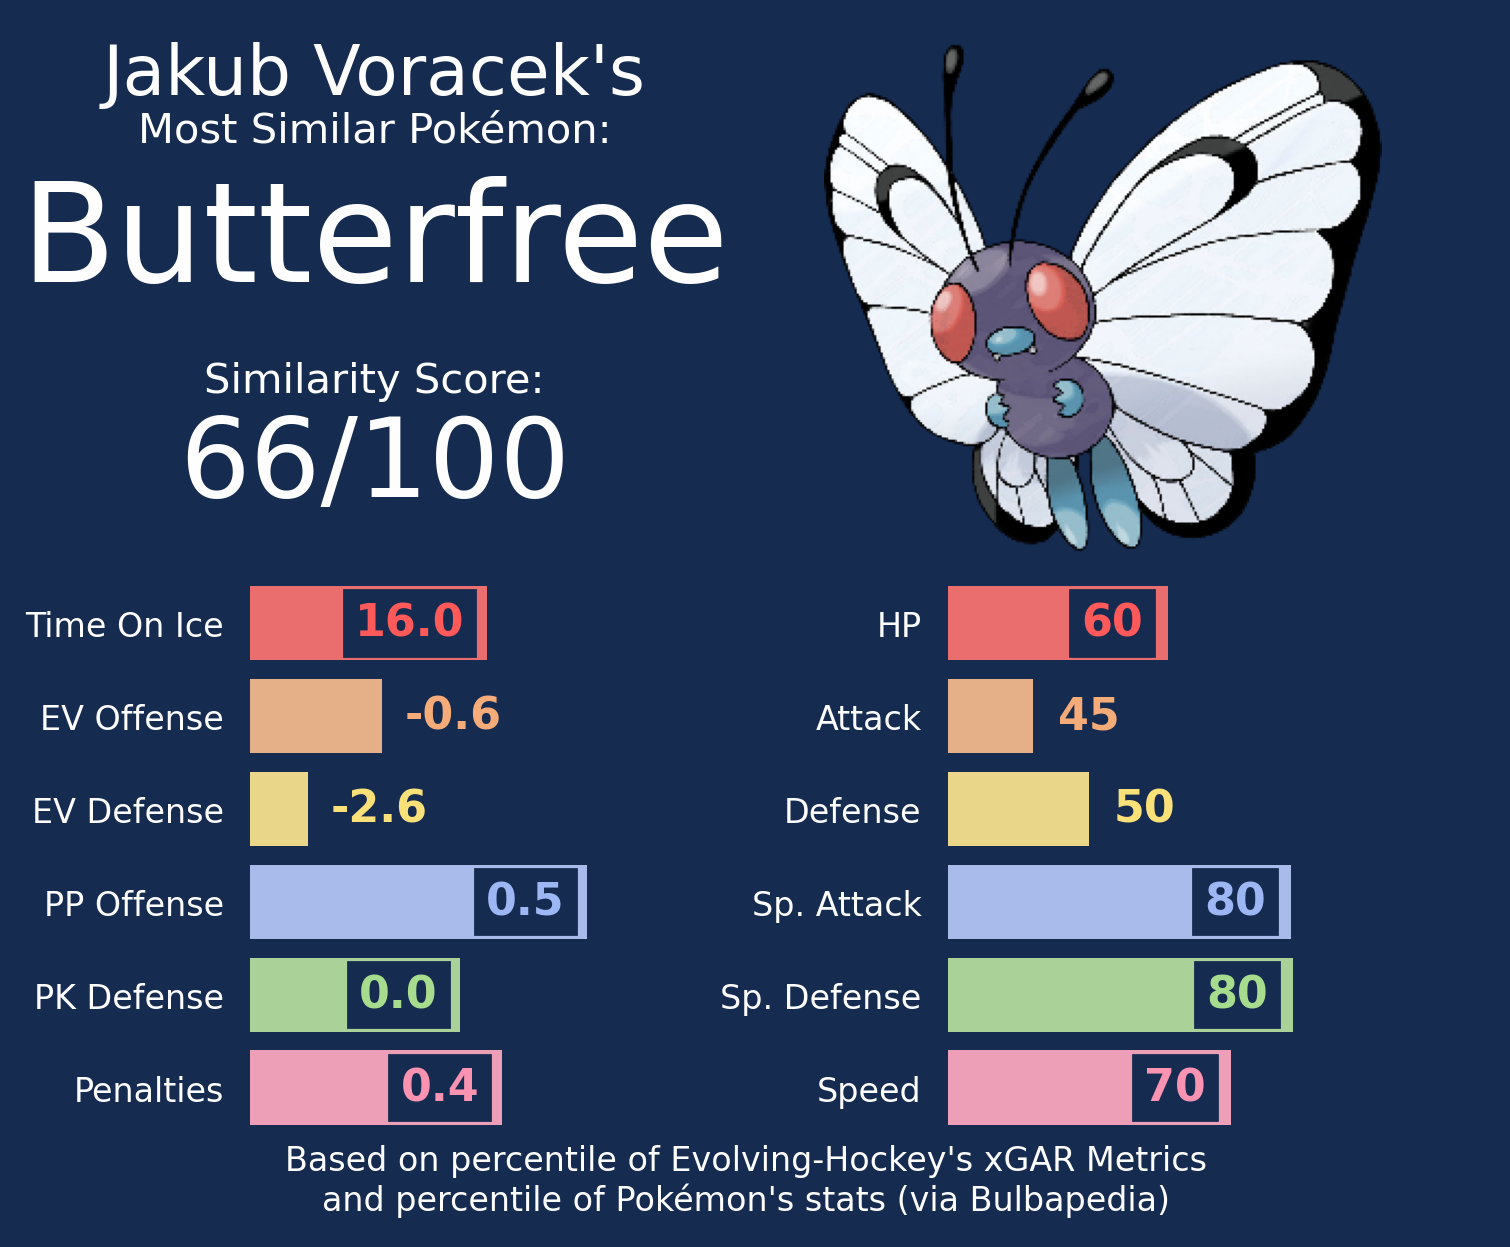 Jakub Voracek's
Most Similar Pokémon:
Butterfree
Similarity Score:
66/100
Time On Ice 16.0
EV Offense -0.6
EV Defense -2.6
PP Offense 0.5
PK Defense 0.0
Penalties 0.4
HP 60
Attack 45
Defense 50
Sp. Attack 80
Sp. Defense 80
Speed 70
Based on percentile of Evolving-Hockey's xGAR Metrics
and percentile of Pokémon's stats (via Bulbapedia)